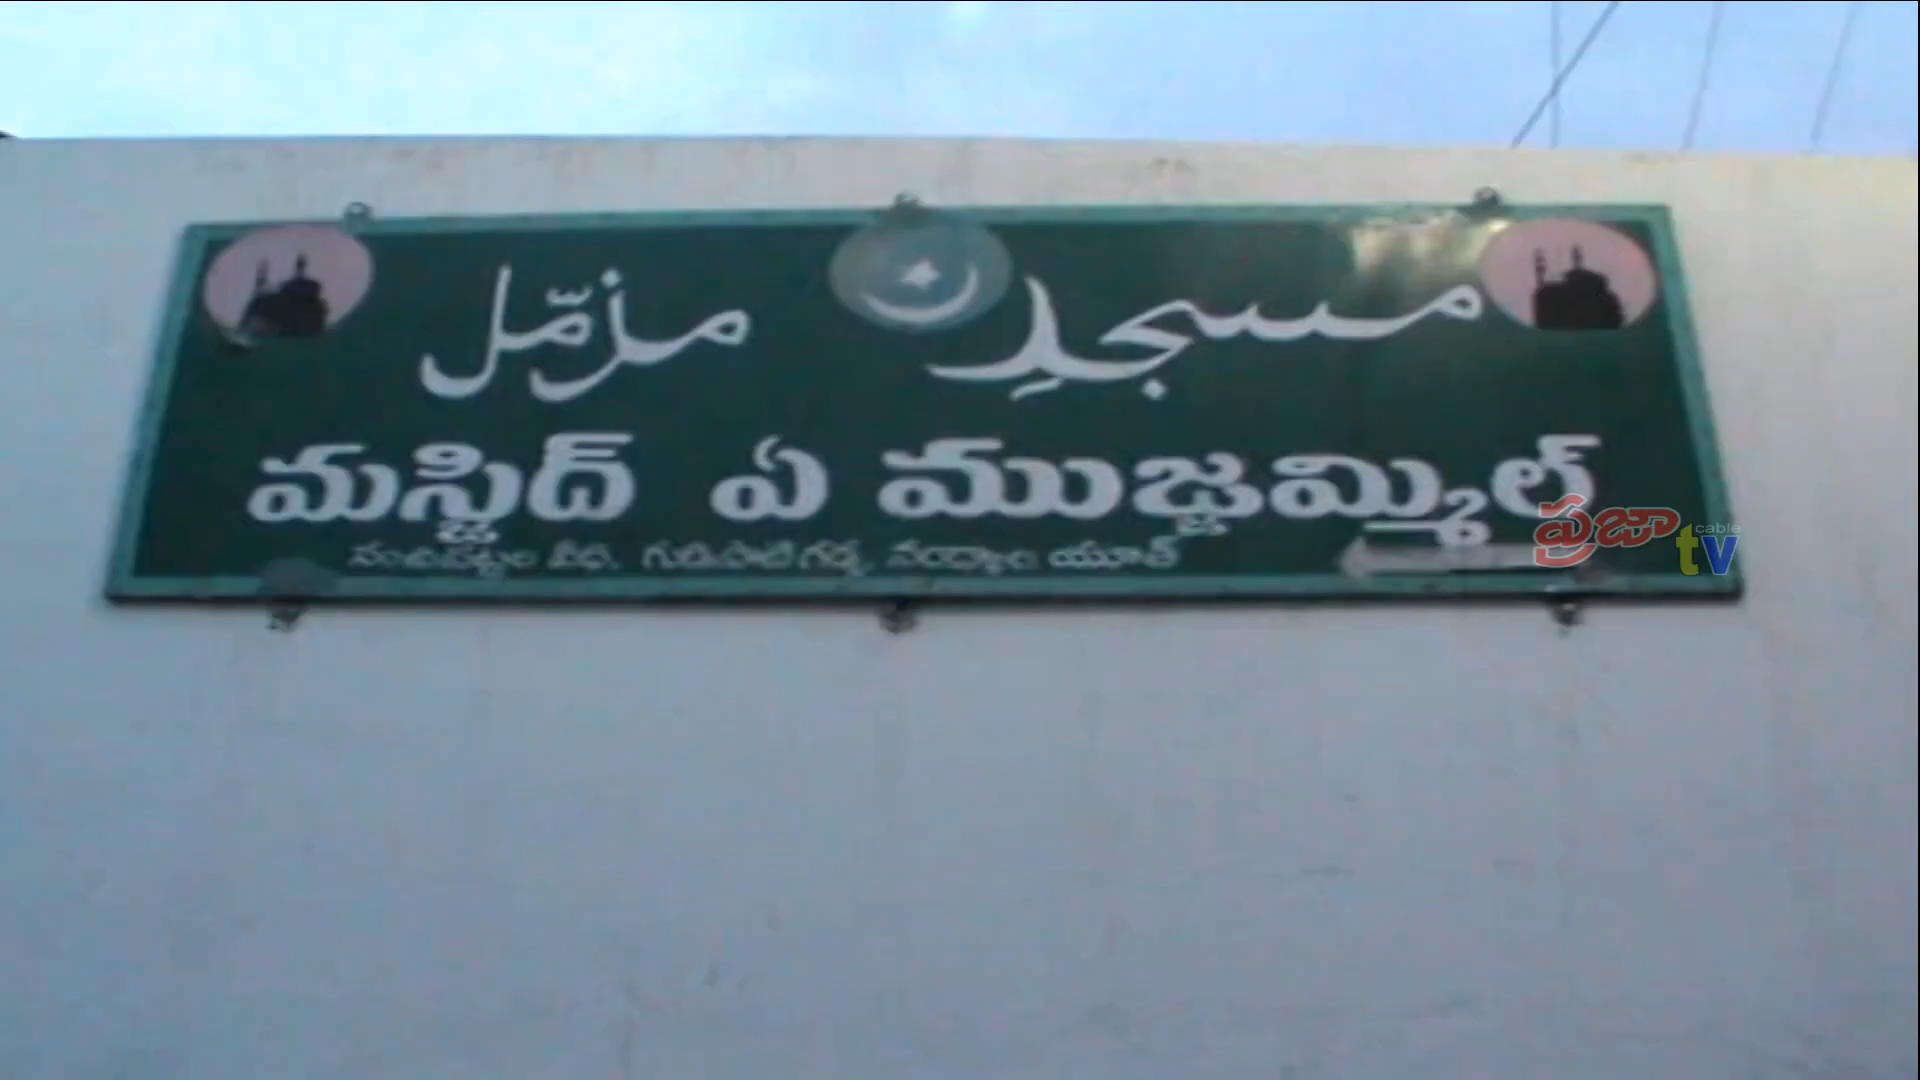 مسجدِ مزمّل
మస్జిద్ ఏ ముజ్జమ్మిల్
వీధి,
యూత్
ప్రజా cable tv